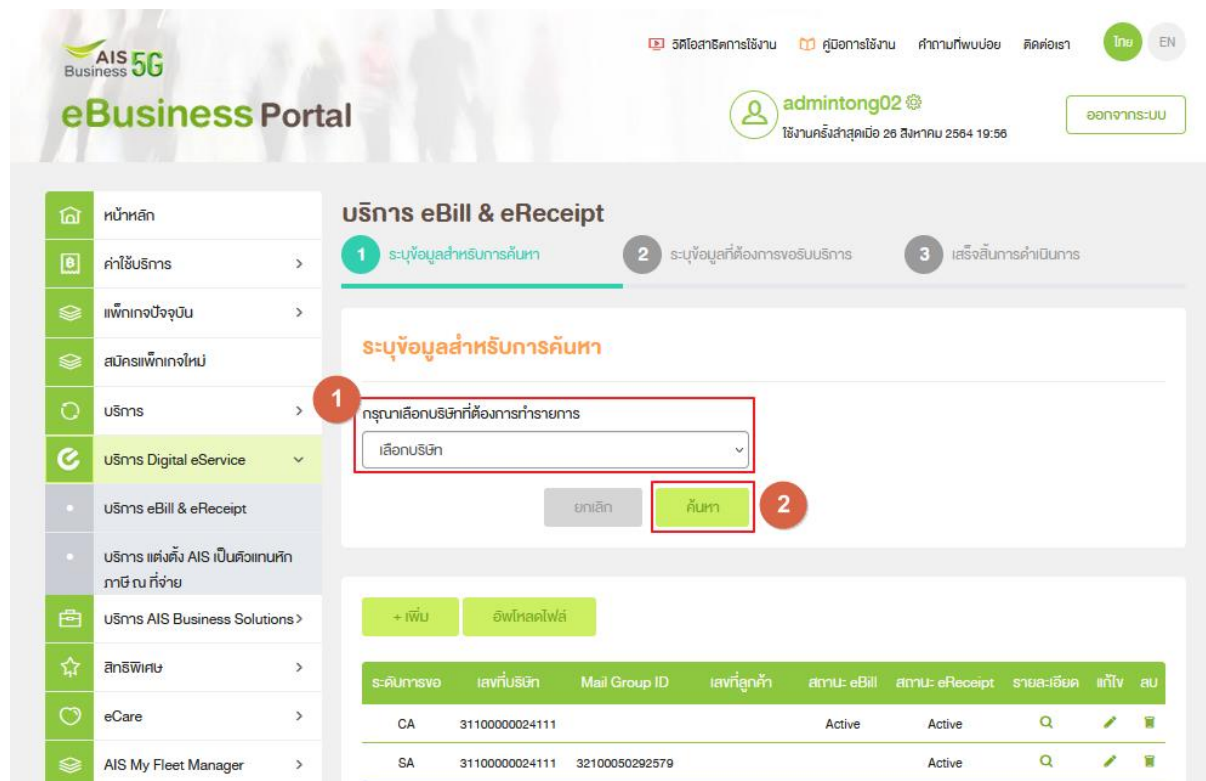 AIS 5G
Business
วิดีโอสาธิตการใช้งาน คู่มือการใช้งาน คำถามที่พบบ่อย ติดต่อเรา ไทย EN
eBusiness Portal
admintong02
ใช้งานครั้งล่าสุดเมื่อ 26 สิงหาคม 2564 19:56
ออกจากระบบ
หน้าหลัก
ค่าใช้บริการ
แพ็กเกจปัจจุบัน
สมัครแพ็กเกจใหม่
บริการ
บริการ Digital eService
บริการ eBill & eReceipt
บริการ แต่งตั้ง AIS เป็นตัวแทนหัก
ภาษี ณ ที่จ่าย
บริการ AIS Business Solutions
สิทธิพิเศษ
eCare
AIS My Fleet Manager
บริการ eBill & eReceipt
1 ระบุข้อมูลสำหรับการค้นหา
2 ระบุข้อมูลที่ต้องการขอรับบริการ
3 เสร็จสิ้นการดำเนินการ
ระบุข้อมูลสำหรับการค้นหา
1
กรุณาเลือกบริษัทที่ต้องการทำรายการ
เลือกบริษัท
ยกเลิก ค้นหา 2
+ เพิ่ม อัพโหลดไฟล์
ระดับการขอ เลขที่บริษัท Mail Group ID เลขที่ลูกค้า สถานะ eBill สถานะ eReceipt รายละเอียด แก้ไข ลบ
CA 31100000024111 Active Active
SA 31100000024111 32100050292579 Active